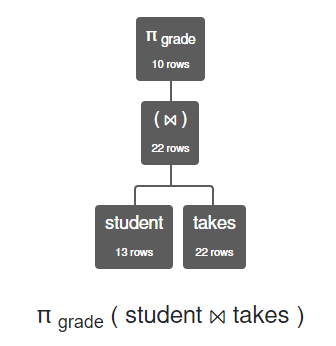 π grade
10 rows
( ⋈ )
22 rows
student takes
13 rows 22 rows
π grade ( student ⋈ takes )